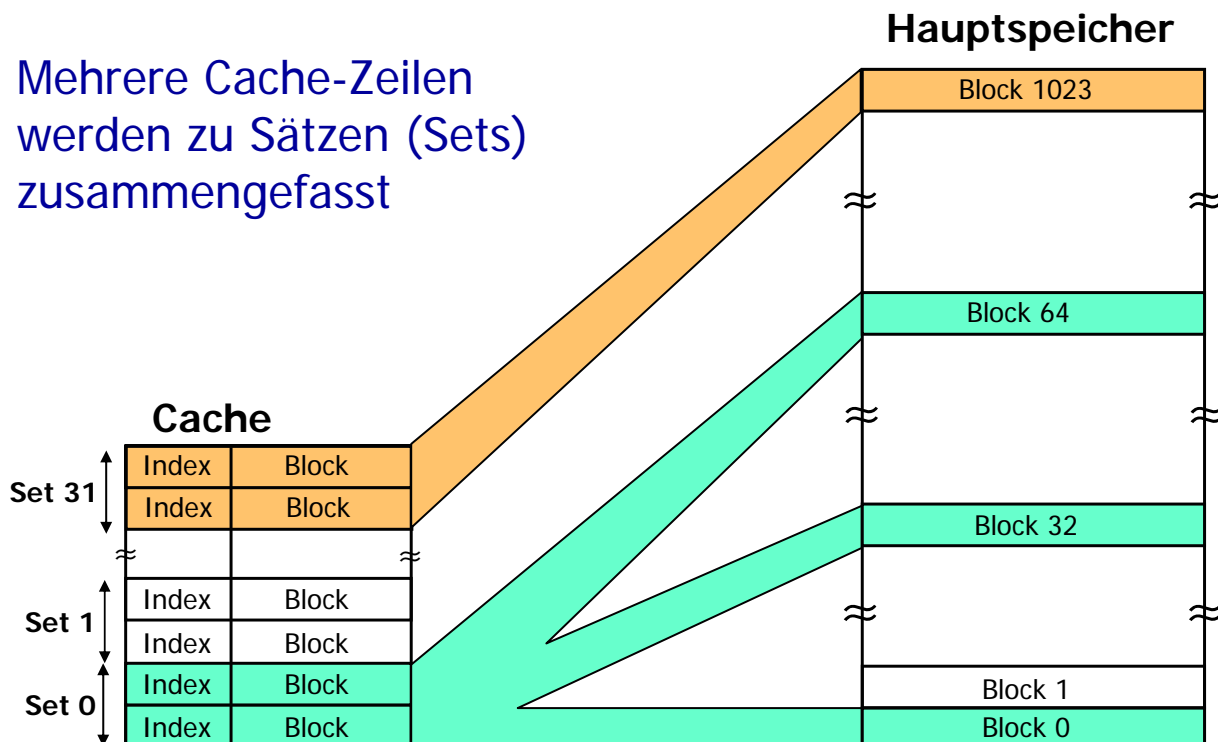 Hauptspeicher
Mehrere Cache-Zeilen
werden zu Sätzen (Sets)
zusammengefasst
Block 1023
Block 64
Cache
Index Block
Set 31
Index Block
Block 32
Index Block
Set 1
Index Block
Index Block
Block 1
Set 0
Index Block
Block 0